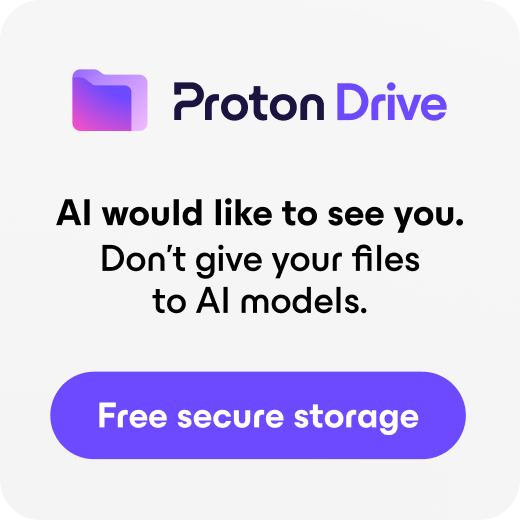 Proton Drive
AI would like to see you.
Don't give your files
to AI models.
Free secure storage